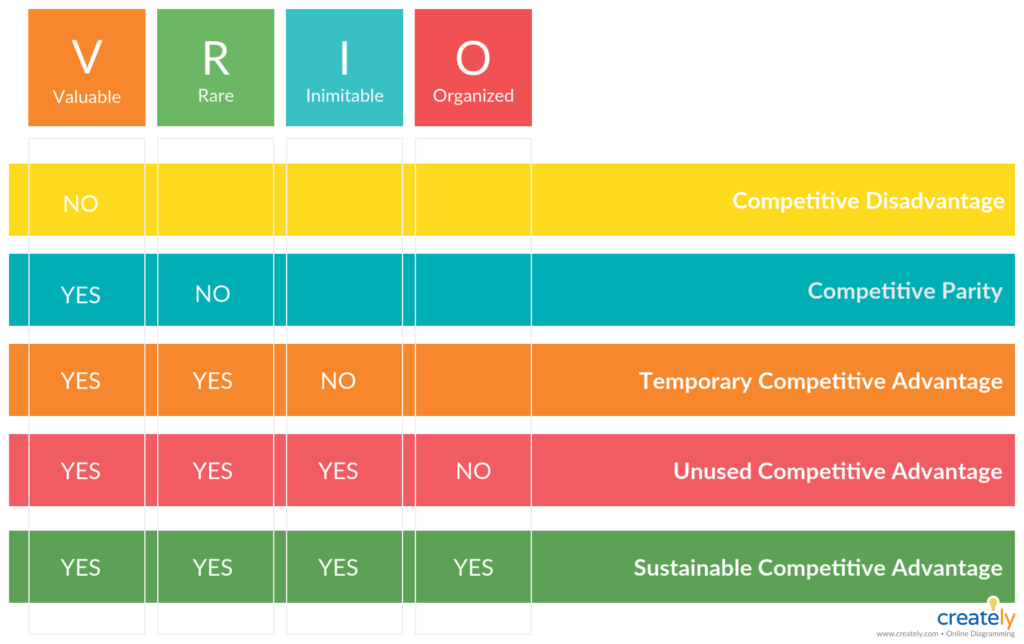 V R I O
Valuable Rare Inimitable Organized
NO Competitive Disadvantage
YES NO Competitive Parity
YES YES NO Temporary Competitive Advantage
YES YES YES NO Unused Competitive Advantage
YES YES YES YES Sustainable Competitive Advantage
creately
www.creately.com • Online Diagramming